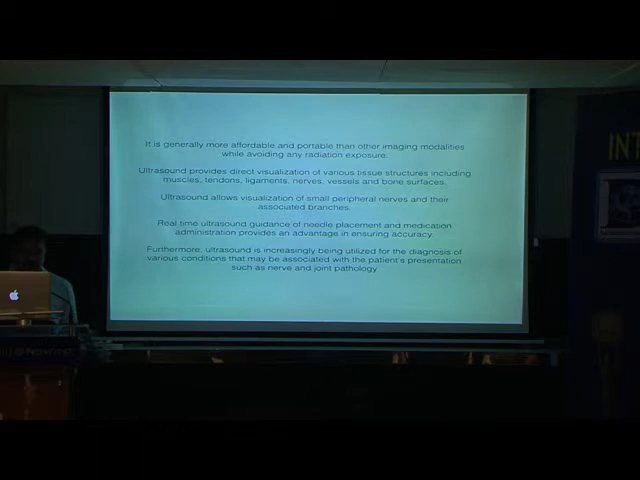 It is generally more affordable and portable than other imaging modalities
while avoiding any radiation exposure.
Ultrasound provides direct visualization of various tissue structures including
muscles, tendons, ligaments, nerves, vessels and bone surfaces.
Ultrasound allows visualization of small peripheral nerves and their
associated branches.
Real time ultrasound guidance of needle placement and medication
administration provides an advantage in ensuring accuracy.
Furthermore, ultrasound is increasingly being utilized for the diagnosis of
various conditions that may be associated with the patient's presentation
such as nerve and joint pathology
INT